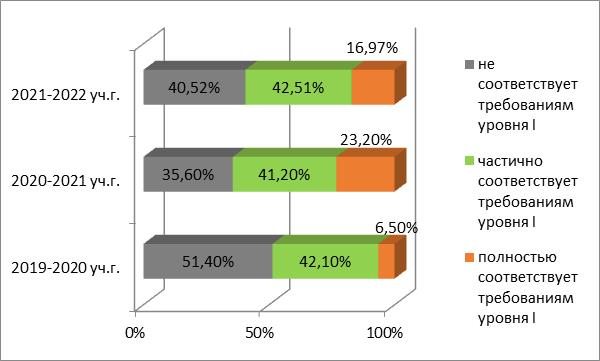 2021-2022 уч.г.
40,52%
42,51%
16,97%
2020-2021 уч.г.
35,60%
41,20%
23,20%
2019-2020 уч.г.
51,40%
42,10%
6,50%
0%
50%
100%
не
соответствует
требованиям
уровня I
частично
соответствует
требованиям
уровня I
полностью
соответствует
требованиям
уровня I